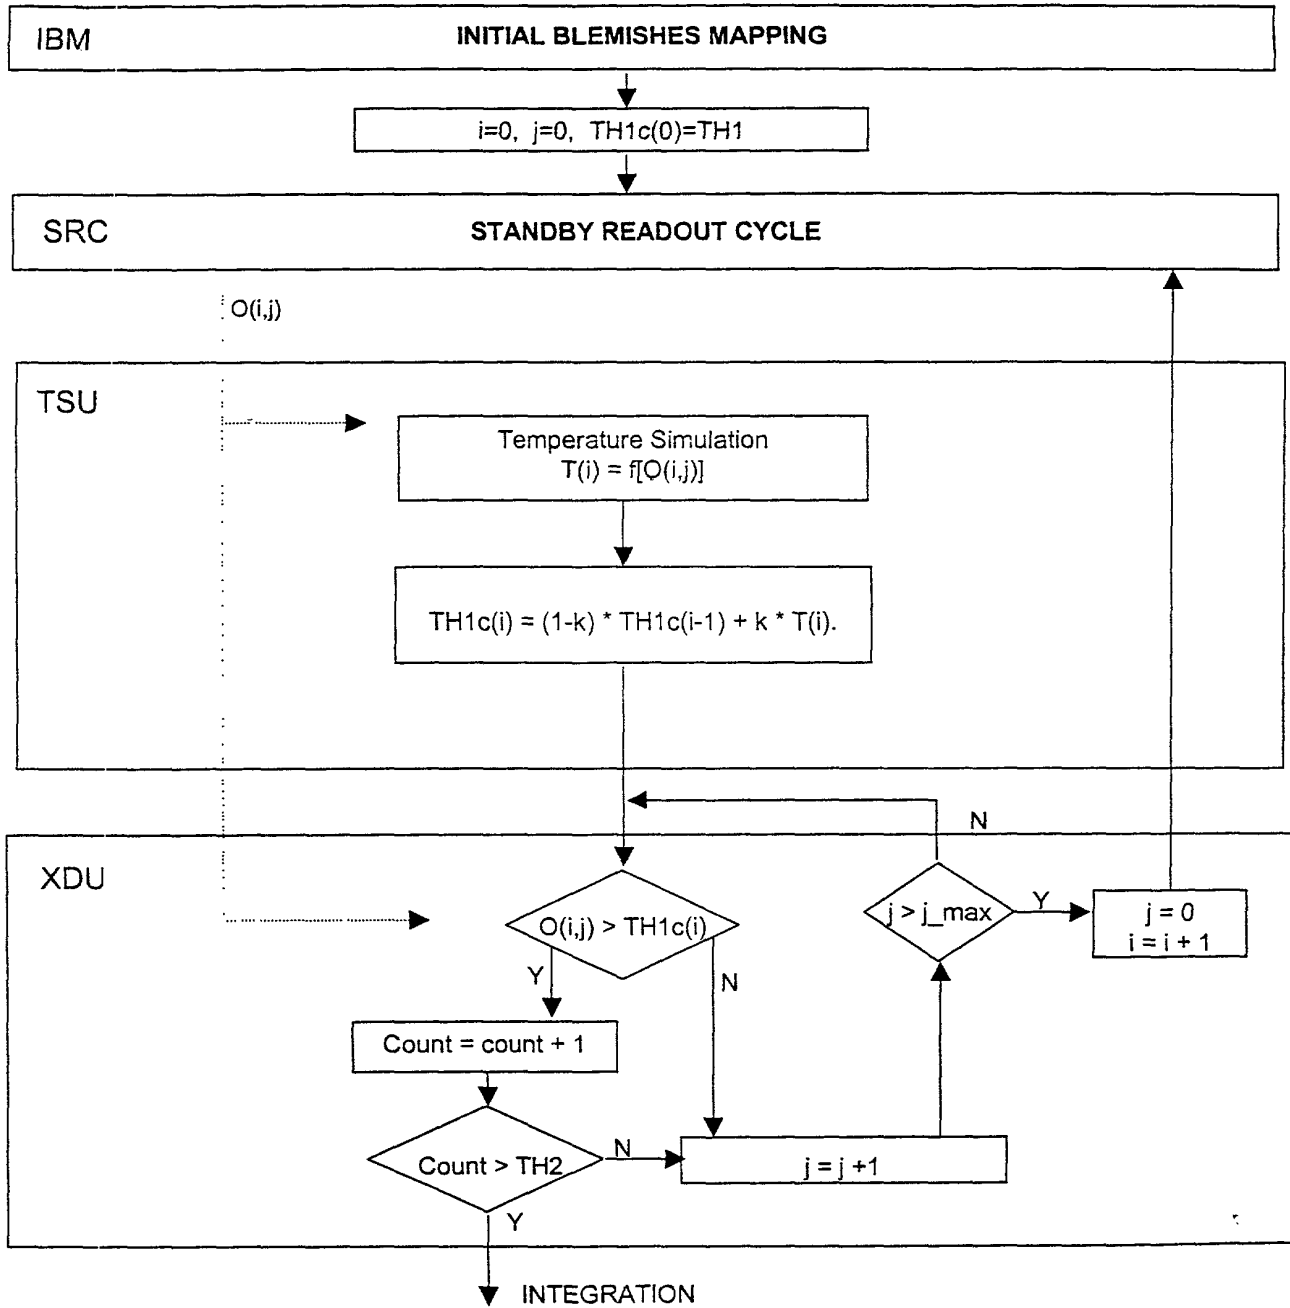 IBM
INITIAL BLEMISHES MAPPING
i=0, j=0, TH1c(0)=TH1
SRC
STANDBY READOUT CYCLE
O(i,j)
TSU
Temperature Simulation
T(i) = f[O(i,j)]
TH1c(i) = (1-k) * TH1c(i-1) + k * T(i).
N
XDU
O(i,j) > TH1c(i)
j > j_max
Y
j = 0
i = i + 1
Y
N
Count = count + 1
Count > TH2
N
j = j +1
Y
INTEGRATION